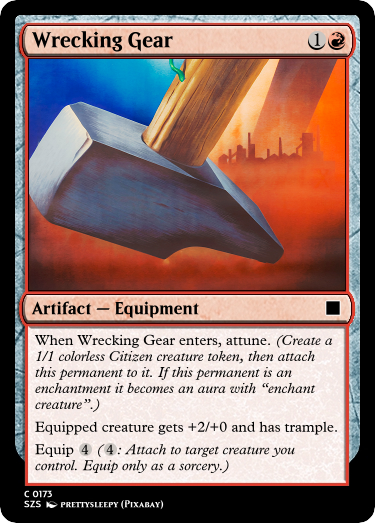 Wrecking Gear 1
Artifact — Equipment
When Wrecking Gear enters, attune. (Create a
1/1 colorless Citizen creature token, then attach
this permanent to it. If this permanent is an
enchantment it becomes an aura with “enchant
creature”.)
Equipped creature gets +2/+0 and has trample.
Equip 4 (4: Attach to target creature you
control. Equip only as a sorcery.)
C 0173
SZS PRETTYSLEEPY (PIXABAY)